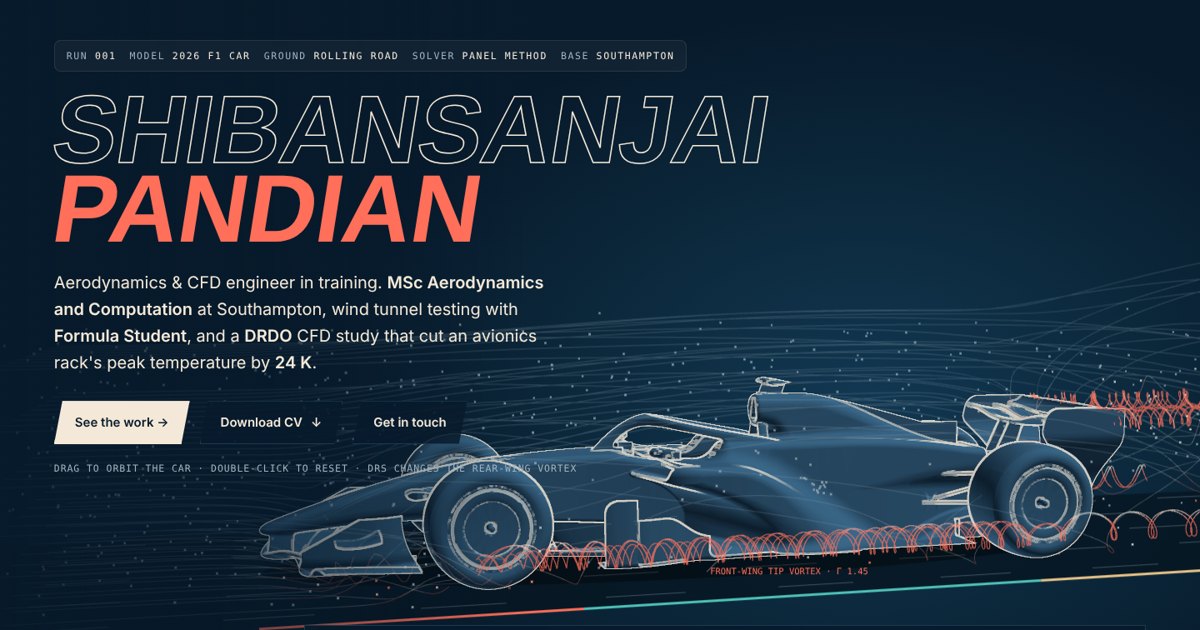 RUN 001 MODEL 2026 F1 CAR GROUND ROLLING ROAD SOLVER PANEL METHOD BASE SOUTHAMPTON
SHIBANSANJAI
PANDIAN
Aerodynamics & CFD engineer in training. MSc Aerodynamics
and Computation at Southampton, wind tunnel testing with
Formula Student, and a DRDO CFD study that cut an avionics
rack's peak temperature by 24 K.
See the work →
Download CV ↓
Get in touch
DRAG TO ORBIT THE CAR · DOUBLE-CLICK TO RESET · DRS CHANGES THE REAR-WING VORTEX
FRONT-WING TIP VORTEX · Γ 1.45